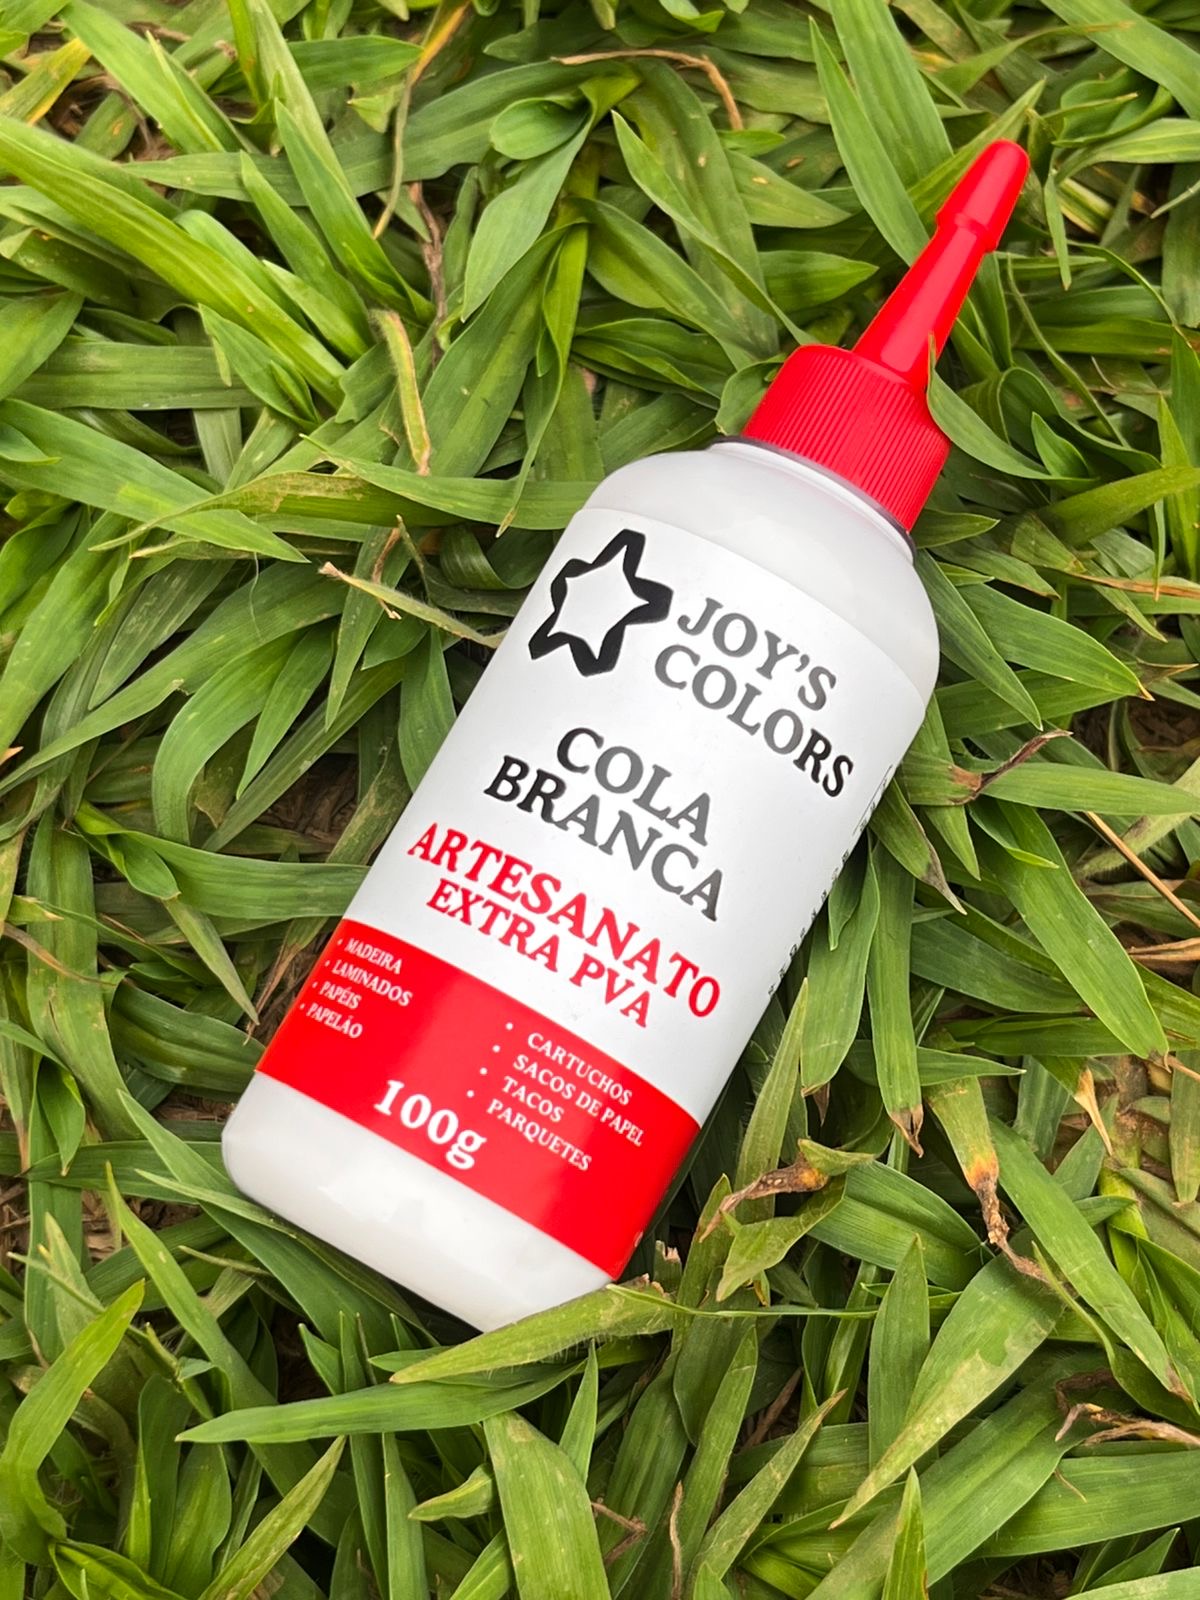 JOY'S
COLORS
COLA
BRANCA
ARTESANATO
EXTRA PVA
• MADEIRA
• LAMINADOS
• PAPÉIS
• PAPELÃO
• CARTUCHOS
• SACOS DE PAPEL
• TACOS
• PARQUETES
100g